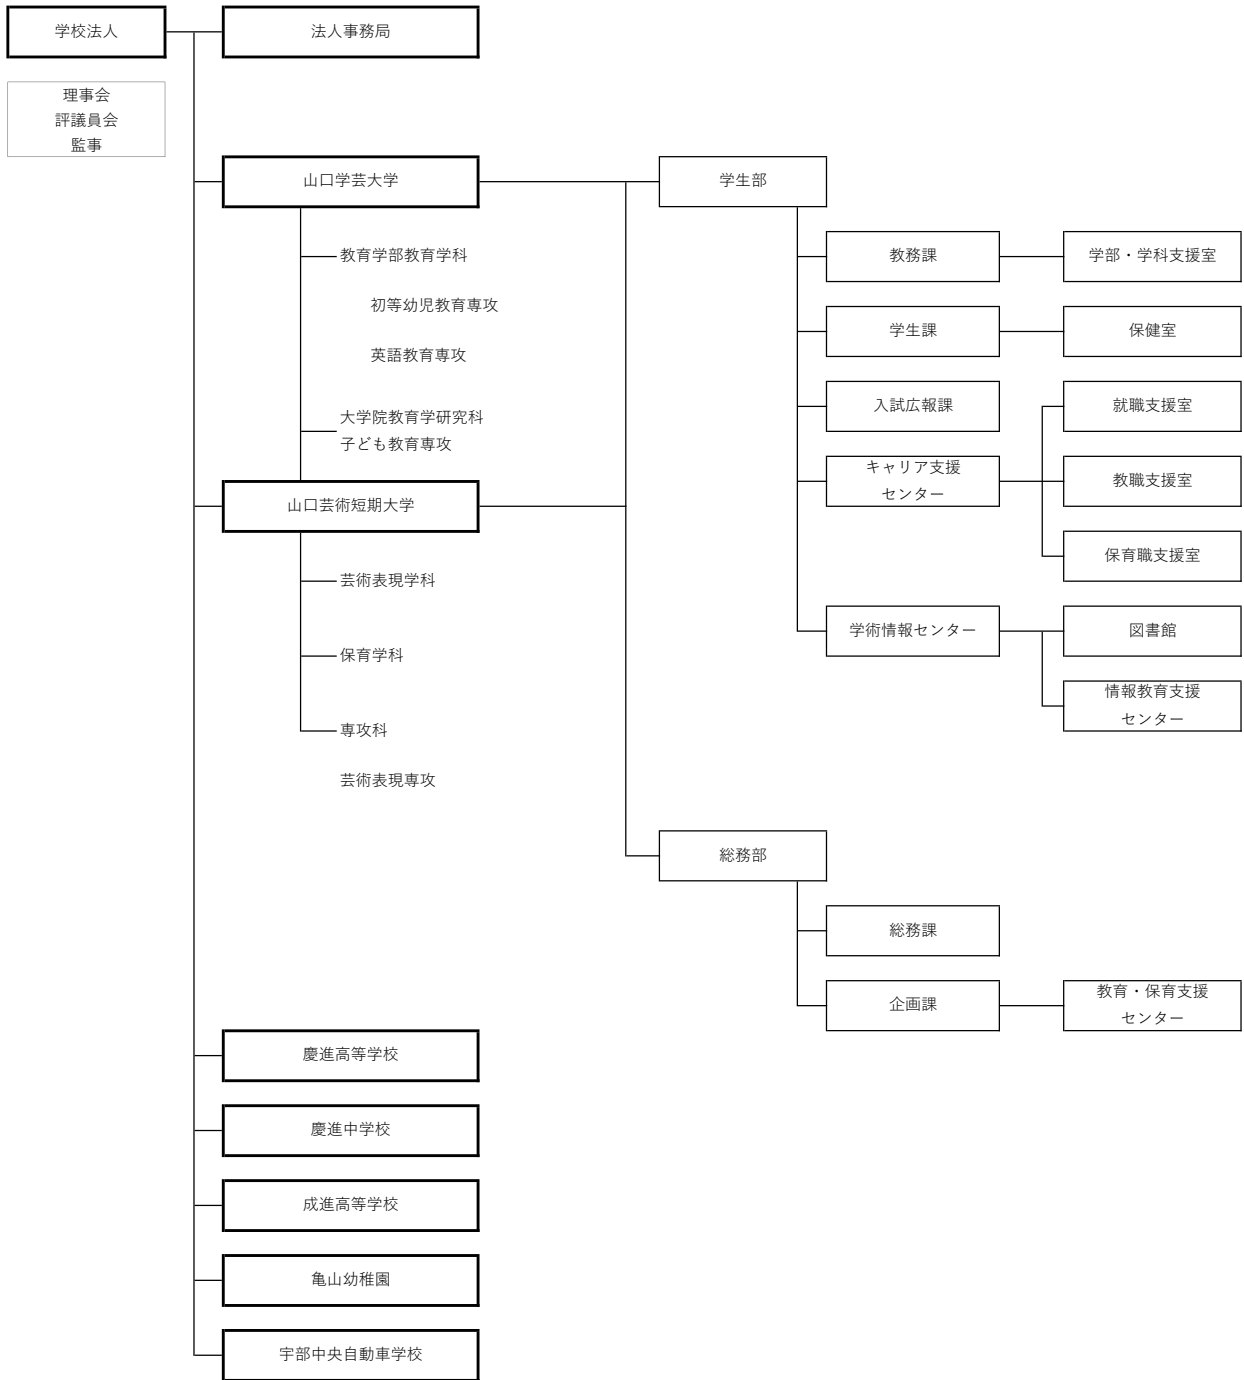 学校法人
法人事務局
理事会
評議員会
監事
山口学芸大学
学生部
教育学部教育学科
教務課
学部・学科支援室
初等幼児教育専攻
学生課
保健室
英語教育専攻
大学院教育学研究科
子ども教育専攻
入試広報課
就職支援室
キャリア支援
センター
教職支援室
山口芸術短期大学
保育職支援室
芸術表現学科
学術情報センター
図書館
保育学科
情報教育支援
センター
専攻科
芸術表現専攻
総務部
総務課
企画課
教育・保育支援
センター
慶進高等学校
慶進中学校
成進高等学校
亀山幼稚園
宇部中央自動車学校